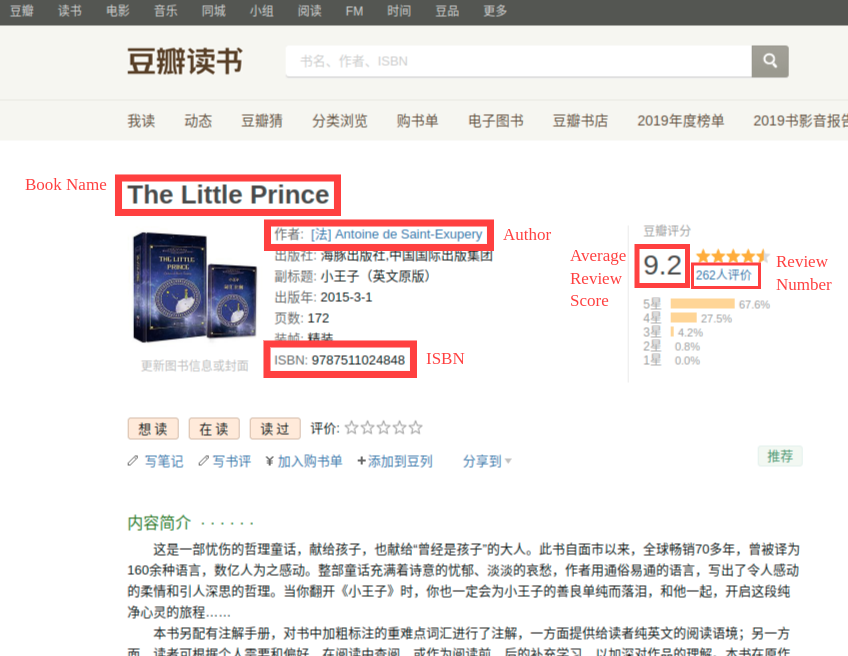 豆瓣 读书 电影 音乐 同城 小组 阅读 FM 时间 豆品 更多
豆瓣读书
书名、作者、ISBN
我读 动态 豆瓣猜 分类浏览 购书单 电子图书 豆瓣书店 2019年度榜单 2019书影音报告
Book Name
The Little Prince
THE LITTLE
PRINCE
作者: [法] Antoine de Saint-Exupery
Author
出版社: 海豚出版社,中国国际出版集团
副标题: 小王子（英文原版）
出版年: 2015-3-1
页数: 172
装帧: 精装
ISBN: 9787511024848
ISBN
更新图书信息或封面
豆瓣评分
Average
Review
Score
9.2
262人评价
Review
Number
5星 67.6%
4星 27.5%
3星 4.2%
2星 0.8%
1星 0.0%
想读 在读 读过 评价:
写笔记 写书评 ¥ 加入购书单 +添加到豆列 分享到
推荐
内容简介 · · · · · ·
这是一部忧伤的哲理童话，献给孩子，也献给“曾经是孩子”的大人。此书自面市以来，全球畅销70多年，曾被译为
160余种语言，数亿人为之感动。整部童话充满着诗意的忧郁、淡淡的哀愁，作者用通俗易通的语言，写出了令人感动
的柔情和引人深思的哲理。当你翻开《小王子》时，你也一定会为小王子的善良单纯而落泪，和他一起，开启这段纯
净心灵的旅程……
本书另配有注解手册，对书中加粗标注的重难点词汇进行了注解，一方面提供给读者纯英文的阅读语境；另一方
面，读者可根据个人需要和偏好，在阅读中查阅，或作为阅读前、后的补充学习，以加深对作品的理解。本书在原作